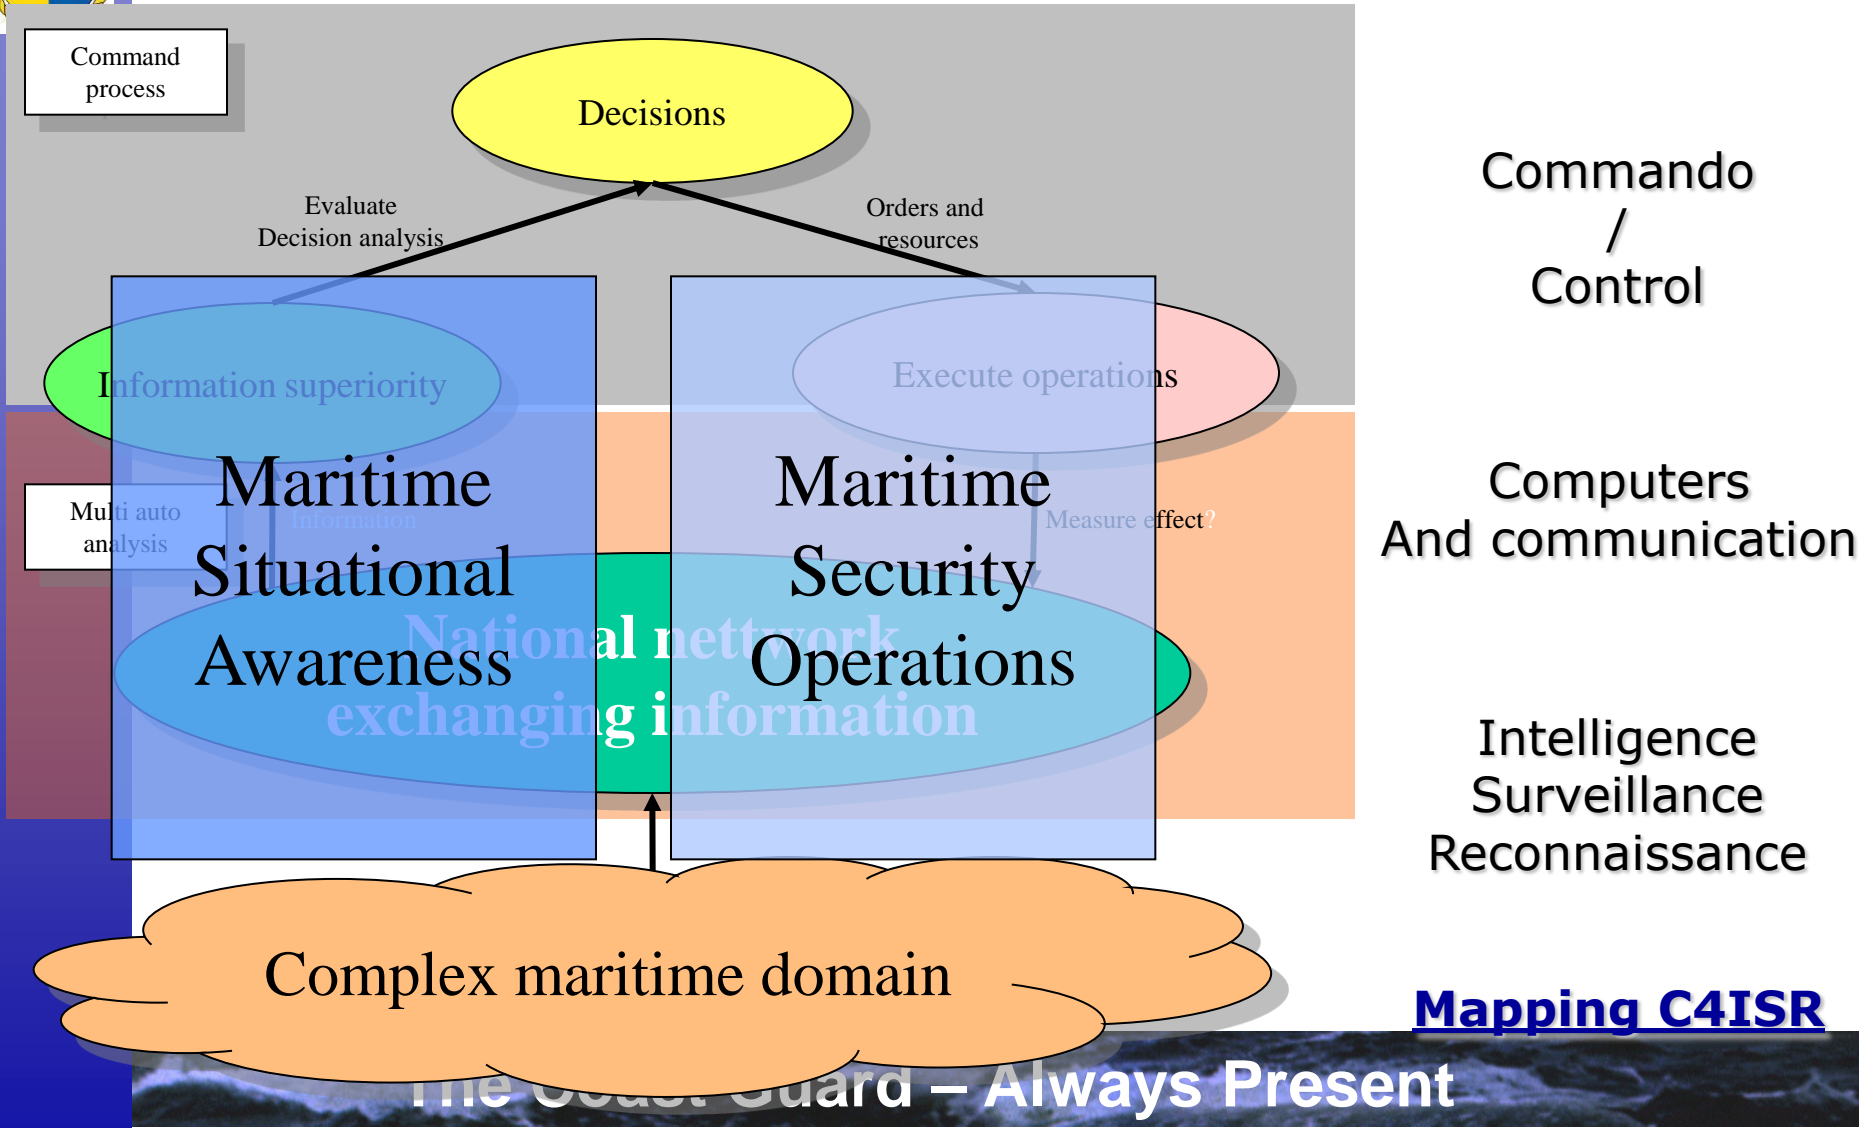 Command
process
Decisions
Evaluate
Decision analysis
Orders and
resources
Information superiority
Execute operations
Multi auto
analysis
Information
Measure effect?
Maritime
Situational
Awareness
Maritime
Security
Operations
National nettwork
exchanging information
Complex maritime domain
Commando
/
Control
Computers
And communication
Intelligence
Surveillance
Reconnaissance
Mapping C4ISR
The Coast Guard – Always Present